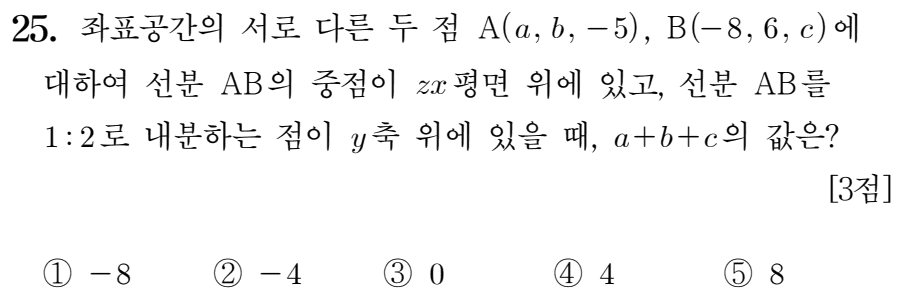 25. 좌표공간의 서로 다른 두 점 A(a, b, −5), B(−8, 6, c)에
대하여 선분 AB의 중점이 zx평면 위에 있고, 선분 AB를
1:2로 내분하는 점이 y축 위에 있을 때, a+b+c의 값은?
[3점]
① −8 ② −4 ③ 0 ④ 4 ⑤ 8